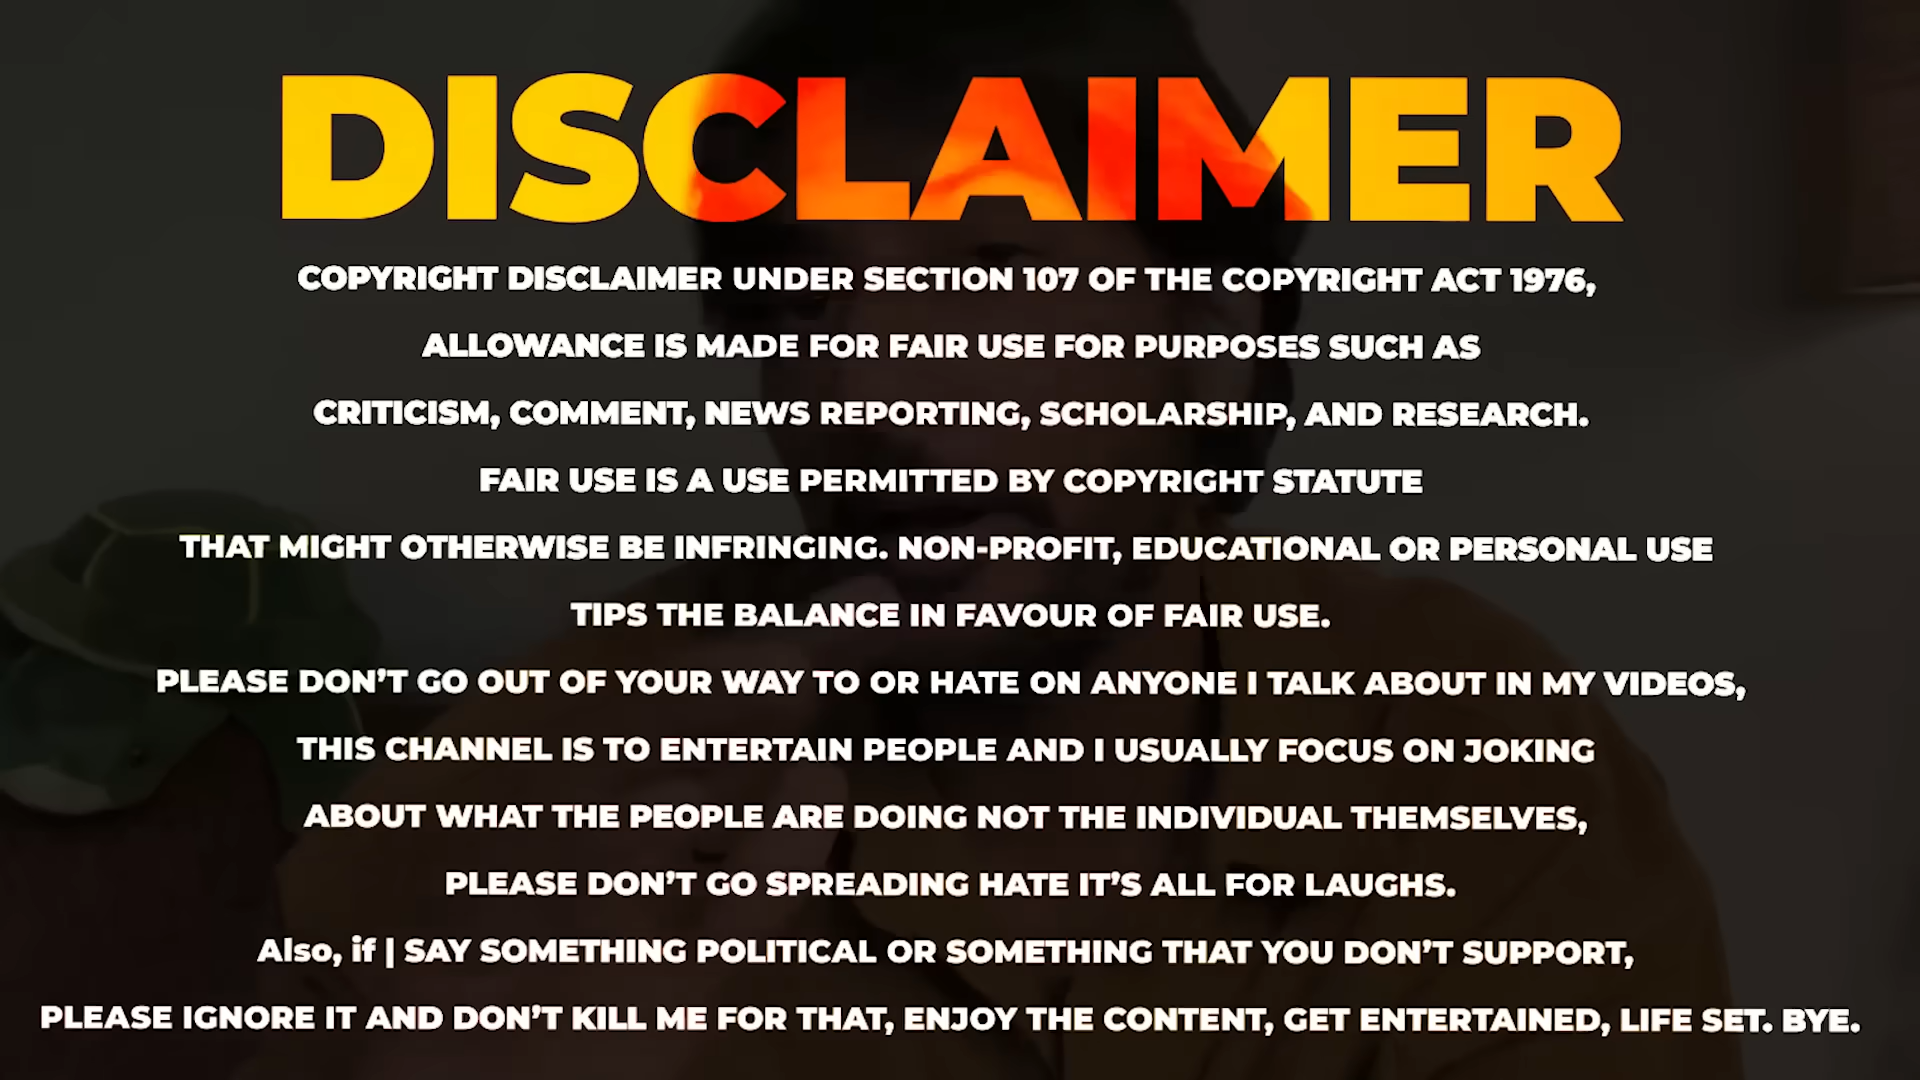 DISCLAIMER
COPYRIGHT DISCLAIMER UNDER SECTION 107 OF THE COPYRIGHT ACT 1976,
ALLOWANCE IS MADE FOR FAIR USE FOR PURPOSES SUCH AS
CRITICISM, COMMENT, NEWS REPORTING, SCHOLARSHIP, AND RESEARCH.
FAIR USE IS A USE PERMITTED BY COPYRIGHT STATUTE
THAT MIGHT OTHERWISE BE INFRINGING. NON-PROFIT, EDUCATIONAL OR PERSONAL USE
TIPS THE BALANCE IN FAVOUR OF FAIR USE.
PLEASE DON'T GO OUT OF YOUR WAY TO OR HATE ON ANYONE I TALK ABOUT IN MY VIDEOS,
THIS CHANNEL IS TO ENTERTAIN PEOPLE AND I USUALLY FOCUS ON JOKING
ABOUT WHAT THE PEOPLE ARE DOING NOT THE INDIVIDUAL THEMSELVES,
PLEASE DON'T GO SPREADING HATE IT'S ALL FOR LAUGHS.
Also, if | SAY SOMETHING POLITICAL OR SOMETHING THAT YOU DON'T SUPPORT,
PLEASE IGNORE IT AND DON'T KILL ME FOR THAT, ENJOY THE CONTENT, GET ENTERTAINED, LIFE SET. BYE.